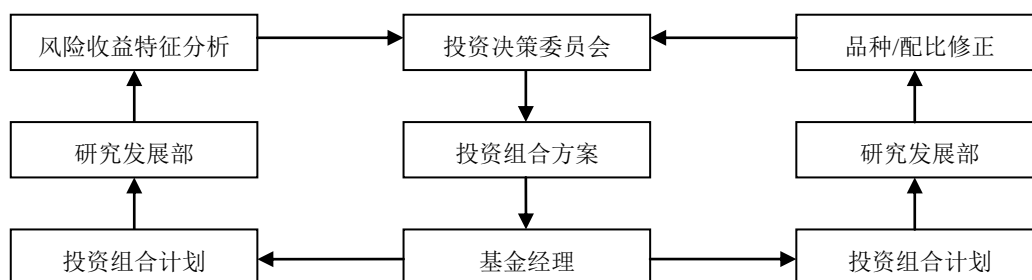 风险收益特征分析
投资决策委员会
品种/配比修正
研究发展部
投资组合方案
研究发展部
投资组合计划
基金经理
投资组合计划